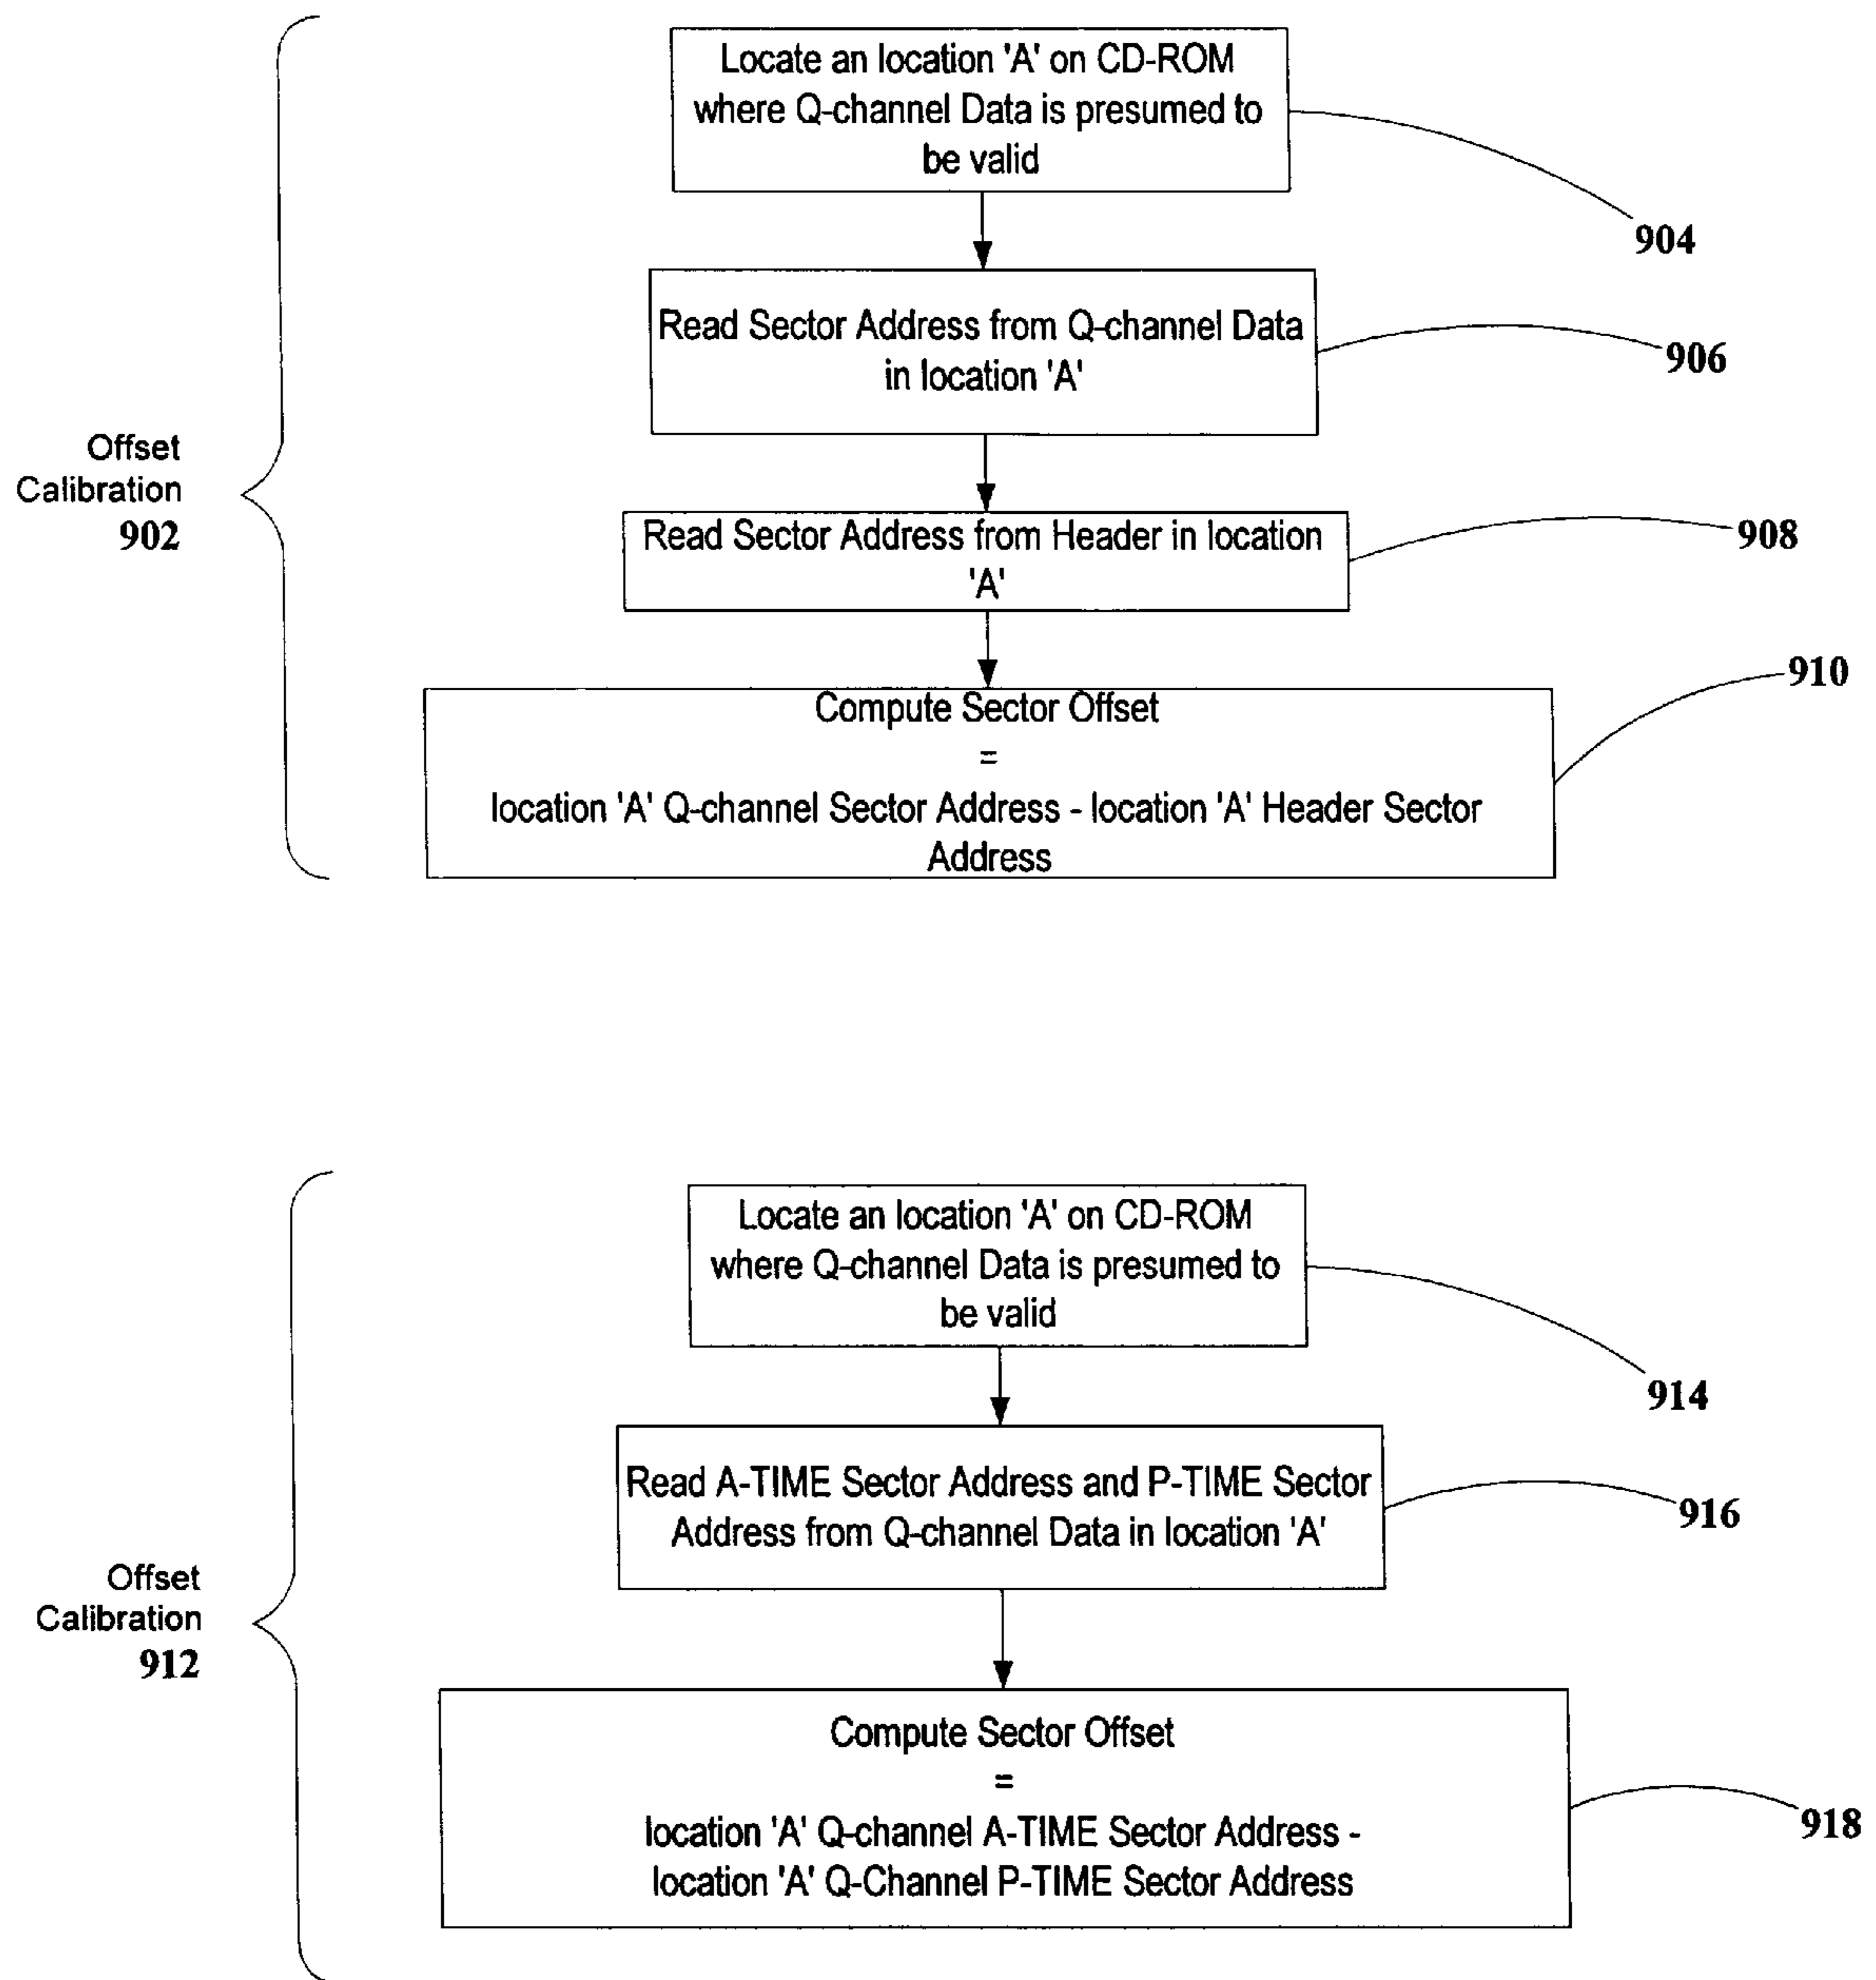 Locate an location 'A' on CD-ROM
where Q-channel Data is presumed to
be valid
904
Read Sector Address from Q-channel Data
in location 'A'
906
Offset
Calibration
902
Read Sector Address from Header in location
'A'
908
Compute Sector Offset
=
location 'A' Q-channel Sector Address - location 'A' Header Sector
Address
910
Locate an location 'A' on CD-ROM
where Q-channel Data is presumed to
be valid
914
Read A-TIME Sector Address and P-TIME Sector
Address from Q-channel Data in location 'A'
916
Offset
Calibration
912
Compute Sector Offset
=
location 'A' Q-channel A-TIME Sector Address -
location 'A' Q-Channel P-TIME Sector Address
918